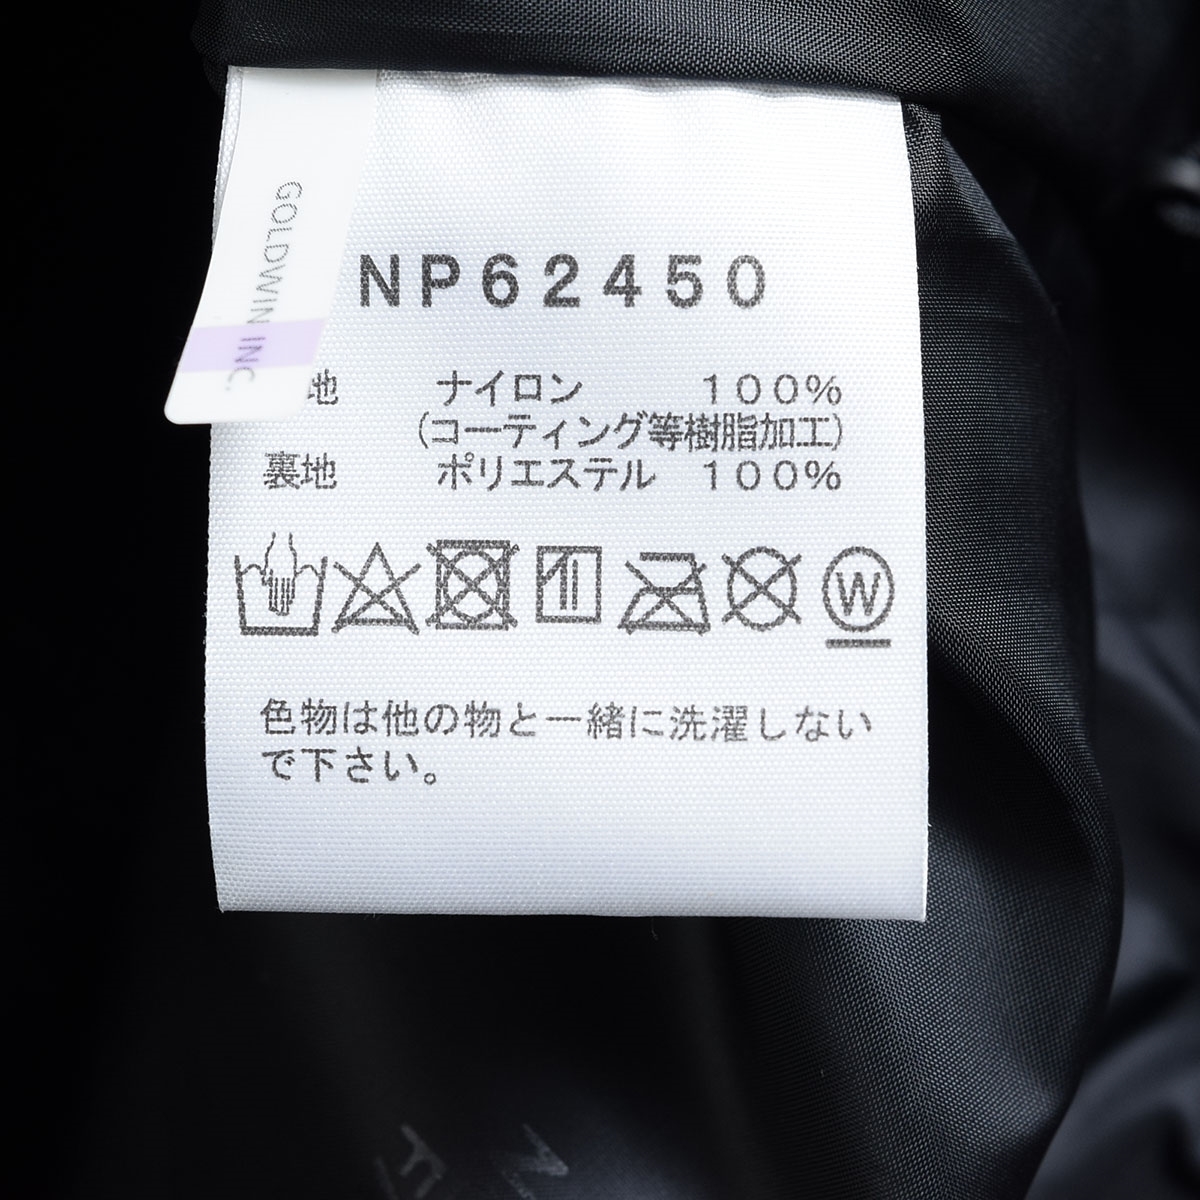 GOLDWIN INC.
NP62450
地 ナイロン 100%
(コーティング等樹脂加工)
裏地 ポリエステル 100%
W
色物は他の物と一緒に洗濯しない
で下さい。